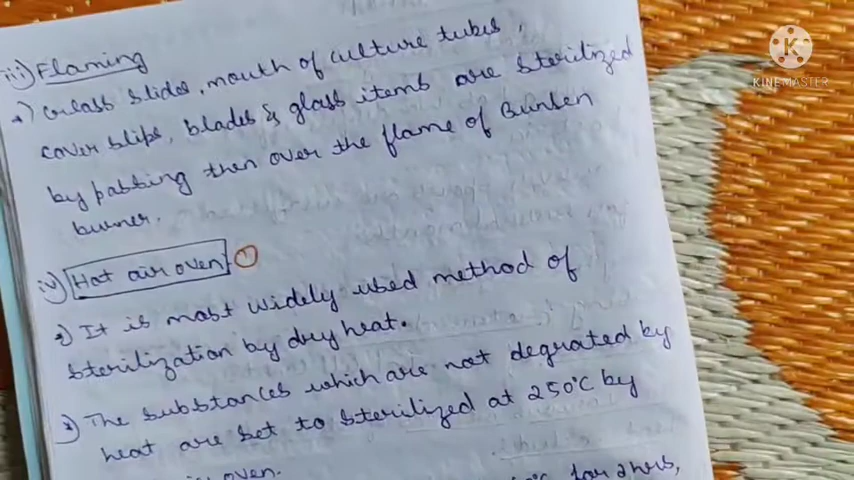 iii) Flaming
*) Glass slides, mouth of culture tubes,
cover slips, blades & glass items are sterilized
by passing then over the flame of Bunsen
burner.
iv) Hot air oven ①
*) It is most widely used method of
sterilization by dry heat.
*) The substances which are not degrated by
heat are set to sterilized at 250°C by
oven.
°C for 2 hrs,
K
KINEMASTER